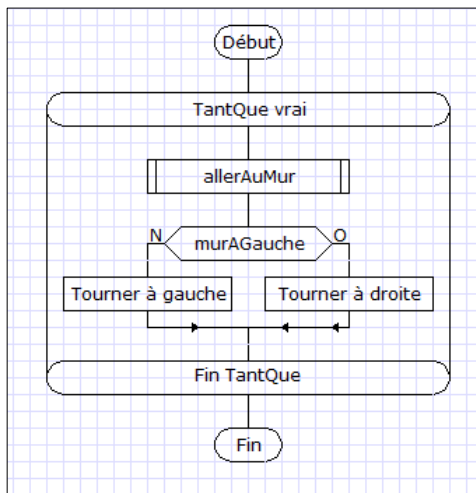 Début
TantQue vrai
allerAuMur
N murAGauche O
Tourner à gauche Tourner à droite
Fin TantQue
Fin